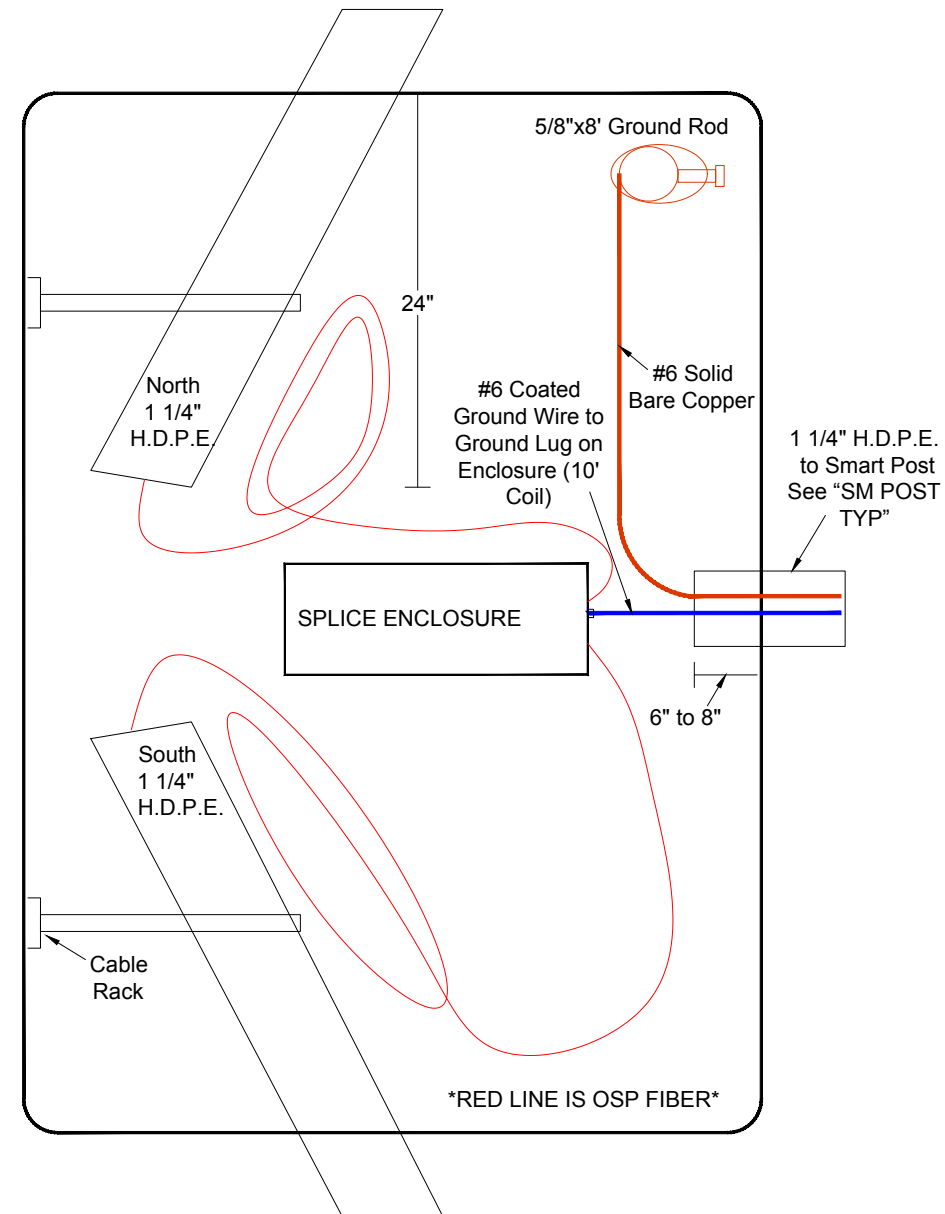 5/8"x8' Ground Rod
24"
North
1 1/4"
H.D.P.E.
#6 Coated
Ground Wire to
Ground Lug on
Enclosure (10'
Coil)
#6 Solid
Bare Copper
1 1/4" H.D.P.E.
to Smart Post
See “SM POST
TYP”
SPLICE ENCLOSURE
6" to 8"
South
1 1/4"
H.D.P.E.
Cable
Rack
*RED LINE IS OSP FIBER*